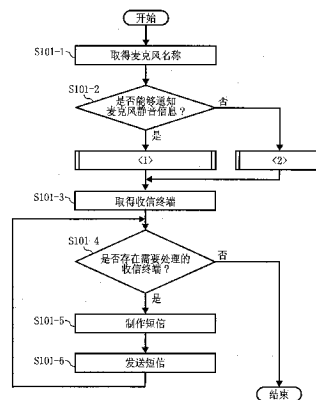 开始
S101-1
取得麦克风名称
S101-2
是否能够通知
麦克风静音信息？
否
是
<1>
<2>
S101-3
取得收信终端
S101-4
是否存在需要处理的
收信终端？
否
是
S101-5
制作短信
S101-6
发送短信
结束